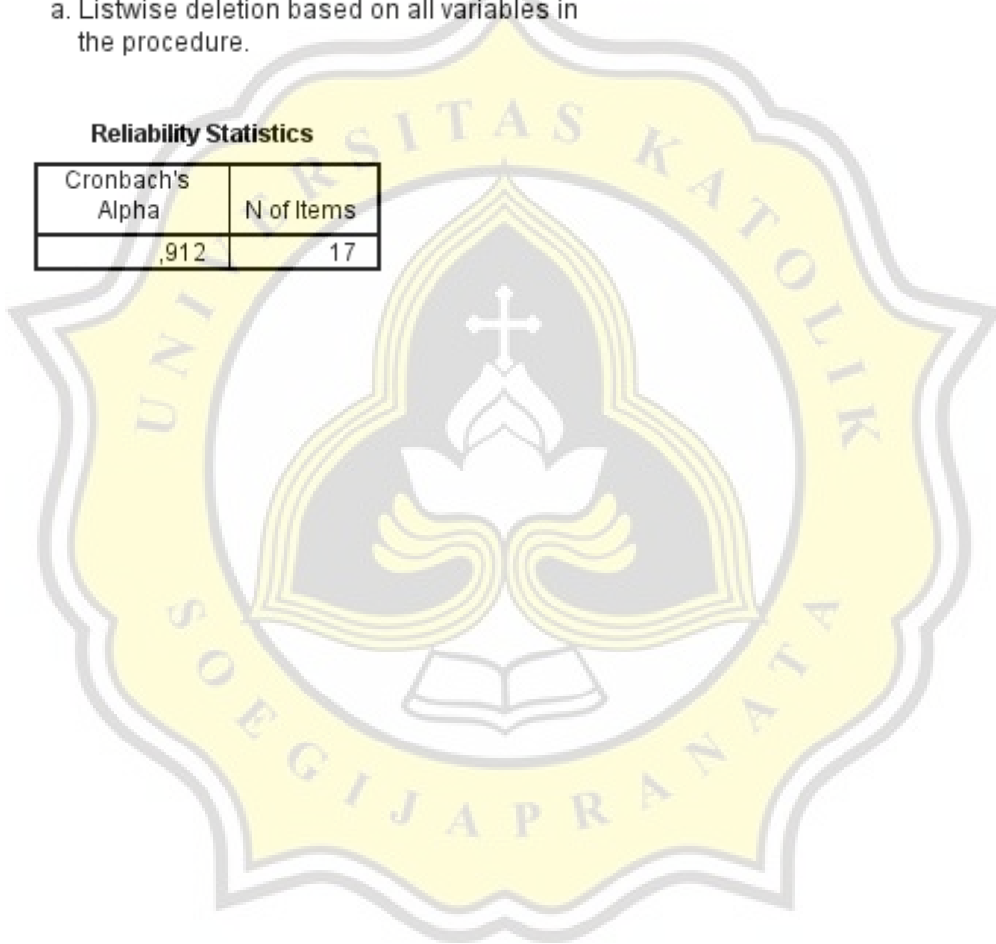 a. Listwise deletion based on all variables in
the procedure.
Reliability Statistics
Cronbach's
Alpha
N of Items
,912
17
UNIVERSITAS KATOLIK
SOEGIJAPRANATA